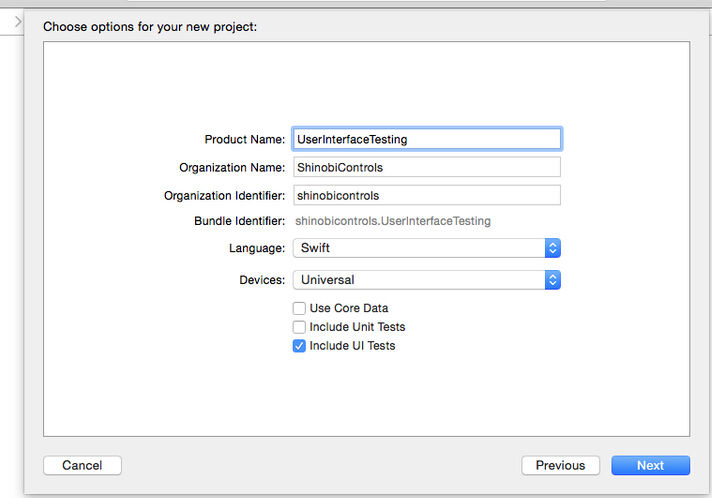 Choose options for your new project:
Product Name: UserInterfaceTesting
Organization Name: ShinobiControls
Organization Identifier: shinobicontrols
Bundle Identifier: shinobicontrols.UserInterfaceTesting
Language: Swift
Devices: Universal
Use Core Data
Include Unit Tests
Include UI Tests
Cancel Previous Next